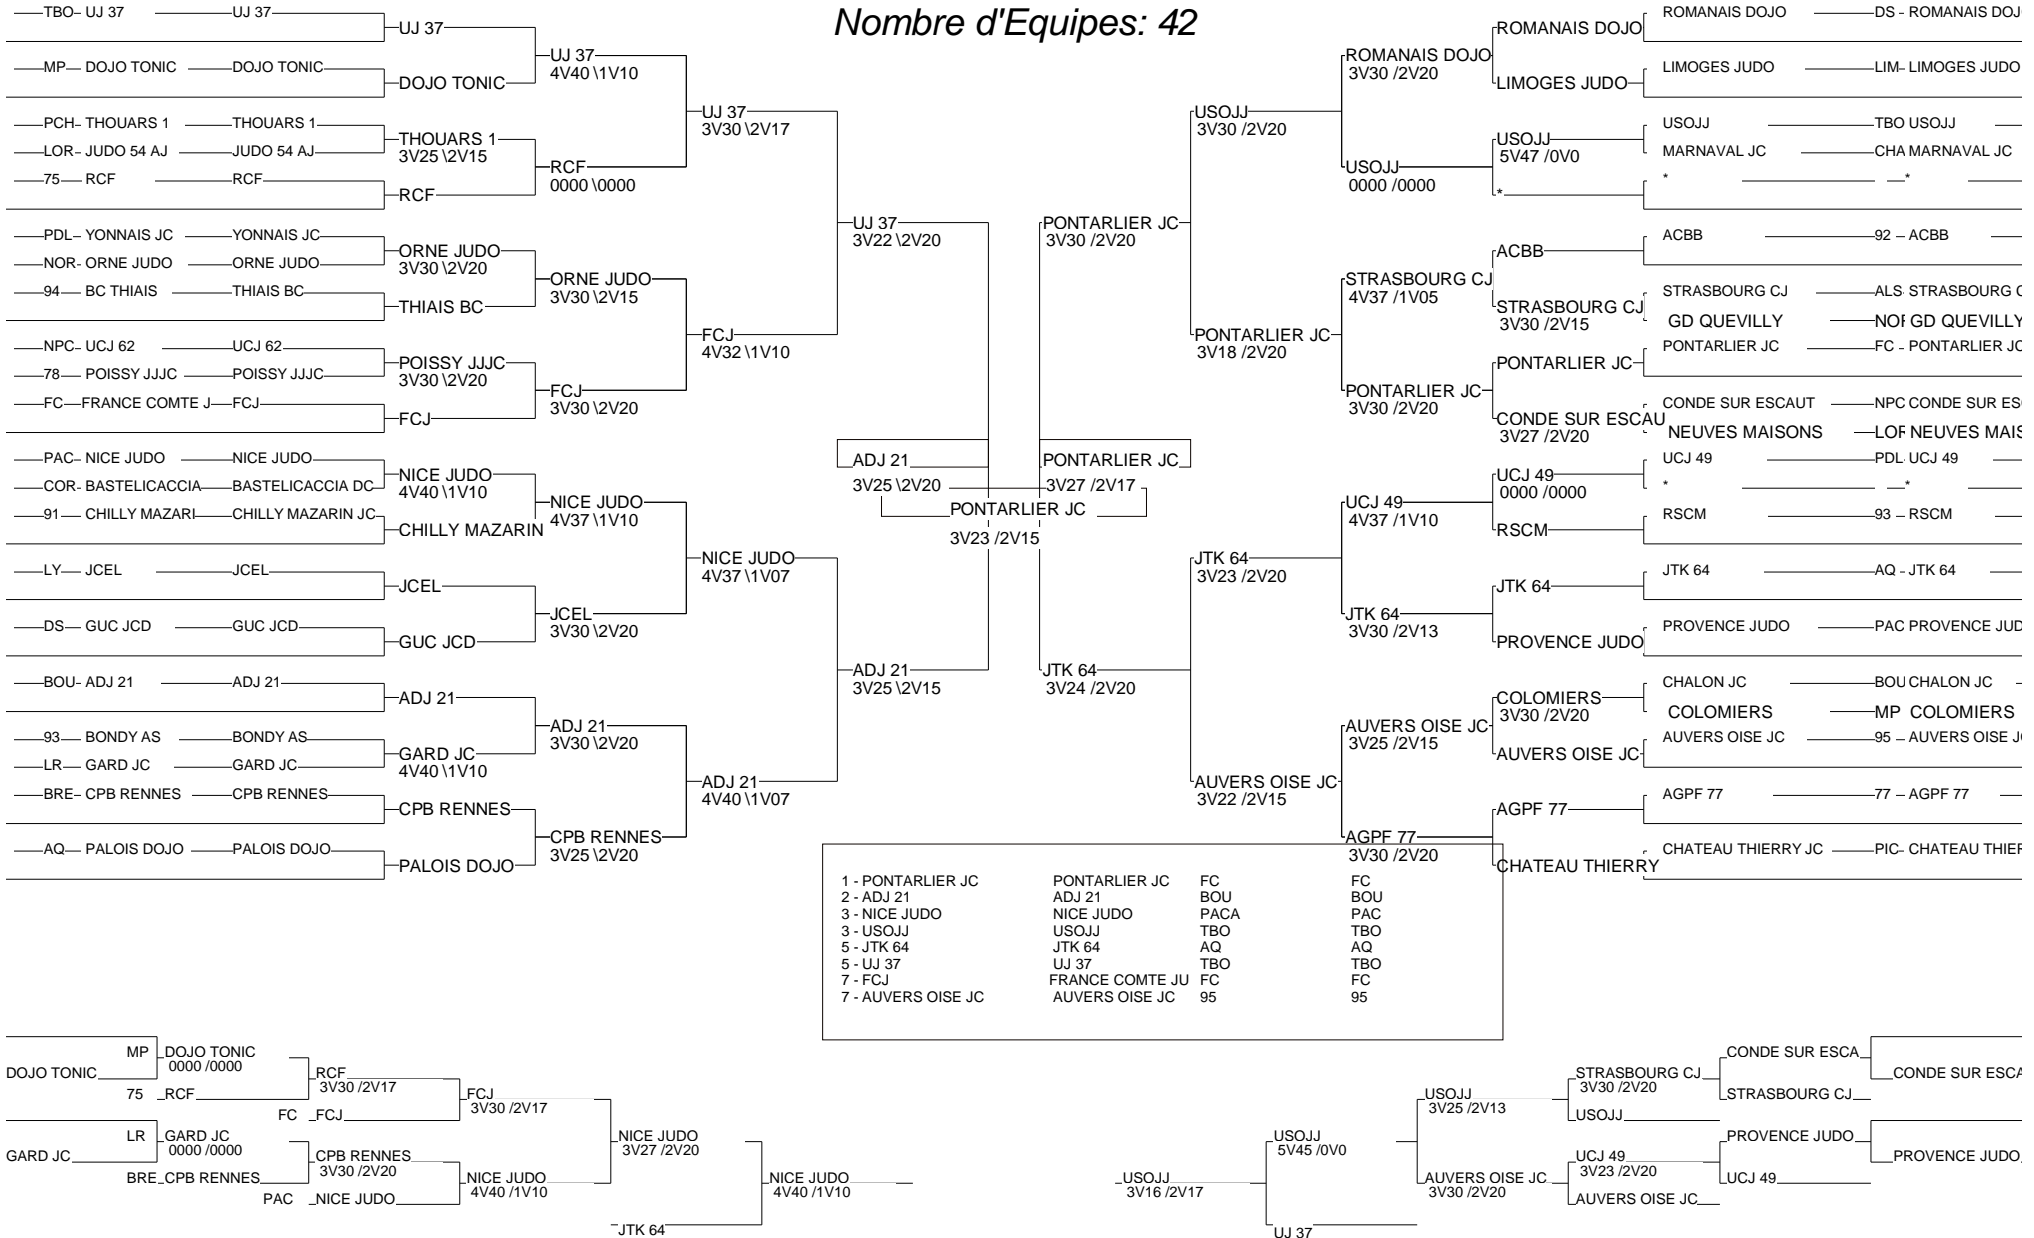 Nombre d'Equipes: 42
TBO UJ 37 UJ 37
MP DOJO TONIC DOJO TONIC
PCH THOUARS 1 THOUARS 1
LOR JUDO 54 AJ JUDO 54 AJ
75 RCF RCF
PDL YONNAIS JC YONNAIS JC
NOR ORNE JUDO ORNE JUDO
94 BC THIAIS THIAIS BC
NPC UCJ 62 UCJ 62
78 POISSY JJJC POISSY JJJC
FC FRANCE COMTE J FCJ
PAC NICE JUDO NICE JUDO
COR BASTELICACCIA BASTELICACCIA DC
91 CHILLY MAZARI CHILLY MAZARIN JC
LY JCEL JCEL
DS GUC JCD GUC JCD
BOU ADJ 21 ADJ 21
93 BONDY AS BONDY AS
LR GARD JC GARD JC
BRE CPB RENNES CPB RENNES
AQ PALOIS DOJO PALOIS DOJO
UJ 37
DOJO TONIC
THOUARS 1
3V25 \2V15
RCF
ORNE JUDO
3V30 \2V20
THIAIS BC
POISSY JJJC
3V30 \2V20
FCJ
NICE JUDO
4V40 \1V10
CHILLY MAZARIN
JCEL
GUC JCD
ADJ 21
GARD JC
4V40 \1V10
CPB RENNES
PALOIS DOJO
UJ 37
4V40 \1V10
RCF
0000 \0000
ORNE JUDO
3V30 \2V15
FCJ
3V30 \2V20
NICE JUDO
4V37 \1V10
JCEL
3V30 \2V20
ADJ 21
3V30 \2V20
CPB RENNES
3V25 \2V20
UJ 37
3V30 \2V17
FCJ
4V32 \1V10
NICE JUDO
4V37 \1V07
ADJ 21
4V40 \1V07
UJ 37
3V22 \2V20
ADJ 21
3V25 \2V15
ADJ 21
3V25 \2V20
PONTARLIER JC
3V27 /2V17
PONTARLIER JC
3V23 /2V15
PONTARLIER JC
3V30 /2V20
JTK 64
3V24 /2V20
USOJJ
3V30 /2V20
PONTARLIER JC
3V18 /2V20
JTK 64
3V23 /2V20
AUVERS OISE JC
3V22 /2V15
ROMANAIS DOJO
3V30 /2V20
USOJJ
0000 /0000
STRASBOURG CJ
4V37 /1V05
PONTARLIER JC
3V30 /2V20
UCJ 49
4V37 /1V10
JTK 64
3V30 /2V13
AUVERS OISE JC
3V25 /2V15
AGPF 77
3V30 /2V20
ROMANAIS DOJO
LIMOGES JUDO
USOJJ
5V47 /0V0
*
ACBB
STRASBOURG CJ
3V30 /2V15
PONTARLIER JC
CONDE SUR ESCAU
3V27 /2V20
UCJ 49
0000 /0000
RSCM
JTK 64
PROVENCE JUDO
COLOMIERS
3V30 /2V20
AUVERS OISE JC
AGPF 77
CHATEAU THIERRY
ROMANAIS DOJO DS ROMANAIS DOJ
LIMOGES JUDO LIM LIMOGES JUDO
USOJJ TBO USOJJ
MARNAVAL JC CHA MARNAVAL JC
* *
ACBB 92 ACBB
STRASBOURG CJ ALS STRASBOURG
GD QUEVILLY GD QUEVILLY
PONTARLIER JC FC PONTARLIER JC
CONDE SUR ESCAUT NPC CONDE SUR ES
NEUVES MAISONS NEUVES MAIS
UCJ 49 PDL UCJ 49
* *
RSCM 93 RSCM
JTK 64 AQ JTK 64
PROVENCE JUDO PAC PROVENCE JUD
CHALON JC BOU CHALON JC
COLOMIERS MP COLOMIERS
AUVERS OISE JC 95 AUVERS OISE
AGPF 77 77 AGPF 77
CHATEAU THIERRY JC PIC CHATEAU THIE
1 - PONTARLIER JC PONTARLIER JC FC FC
2 - ADJ 21 ADJ 21 BOU BOU
3 - NICE JUDO NICE JUDO PACA PAC
3 - USOJJ USOJJ TBO TBO
5 - JTK 64 JTK 64 AQ AQ
5 - UJ 37 UJ 37 TBO TBO
7 - FCJ FRANCE COMTE JU FC FC
7 - AUVERS OISE JC AUVERS OISE JC 95 95
DOJO TONIC
GARD JC
MP DOJO TONIC
0000 /0000
75 RCF
LR GARD JC
0000 /0000
BRE CPB RENNES
RCF
3V30 /2V17
FC FCJ
CPB RENNES
3V30 /2V20
PAC NICE JUDO
FCJ
3V30 /2V17
NICE JUDO
4V40 /1V10
NICE JUDO
3V27 /2V20
JTK 64
NICE JUDO
4V40 /1V10
USOJJ
3V16 /2V17
USOJJ
5V45 /0V0
UJ 37
USOJJ
3V25 /2V13
AUVERS OISE JC
3V30 /2V20
STRASBOURG CJ
3V30 /2V20
USOJJ
UCJ 49
3V23 /2V20
AUVERS OISE JC
CONDE SUR ESCA
STRASBOURG CJ
PROVENCE JUDO
UCJ 49
CONDE SUR ESCA
PROVENCE JUDO